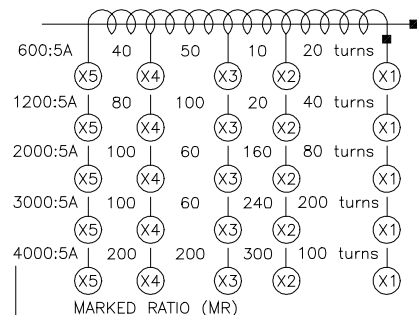 600:5A 40 50 10 20 turns
X5 X4 X3 X2 X1
1200:5A 80 100 20 40 turns
X5 X4 X3 X2 X1
2000:5A 100 60 160 80 turns
X5 X4 X3 X2 X1
3000:5A 100 60 240 200 turns
X5 X4 X3 X2 X1
4000:5A 200 200 300 100 turns
X5 X4 X3 X2 X1
MARKED RATIO (MR)